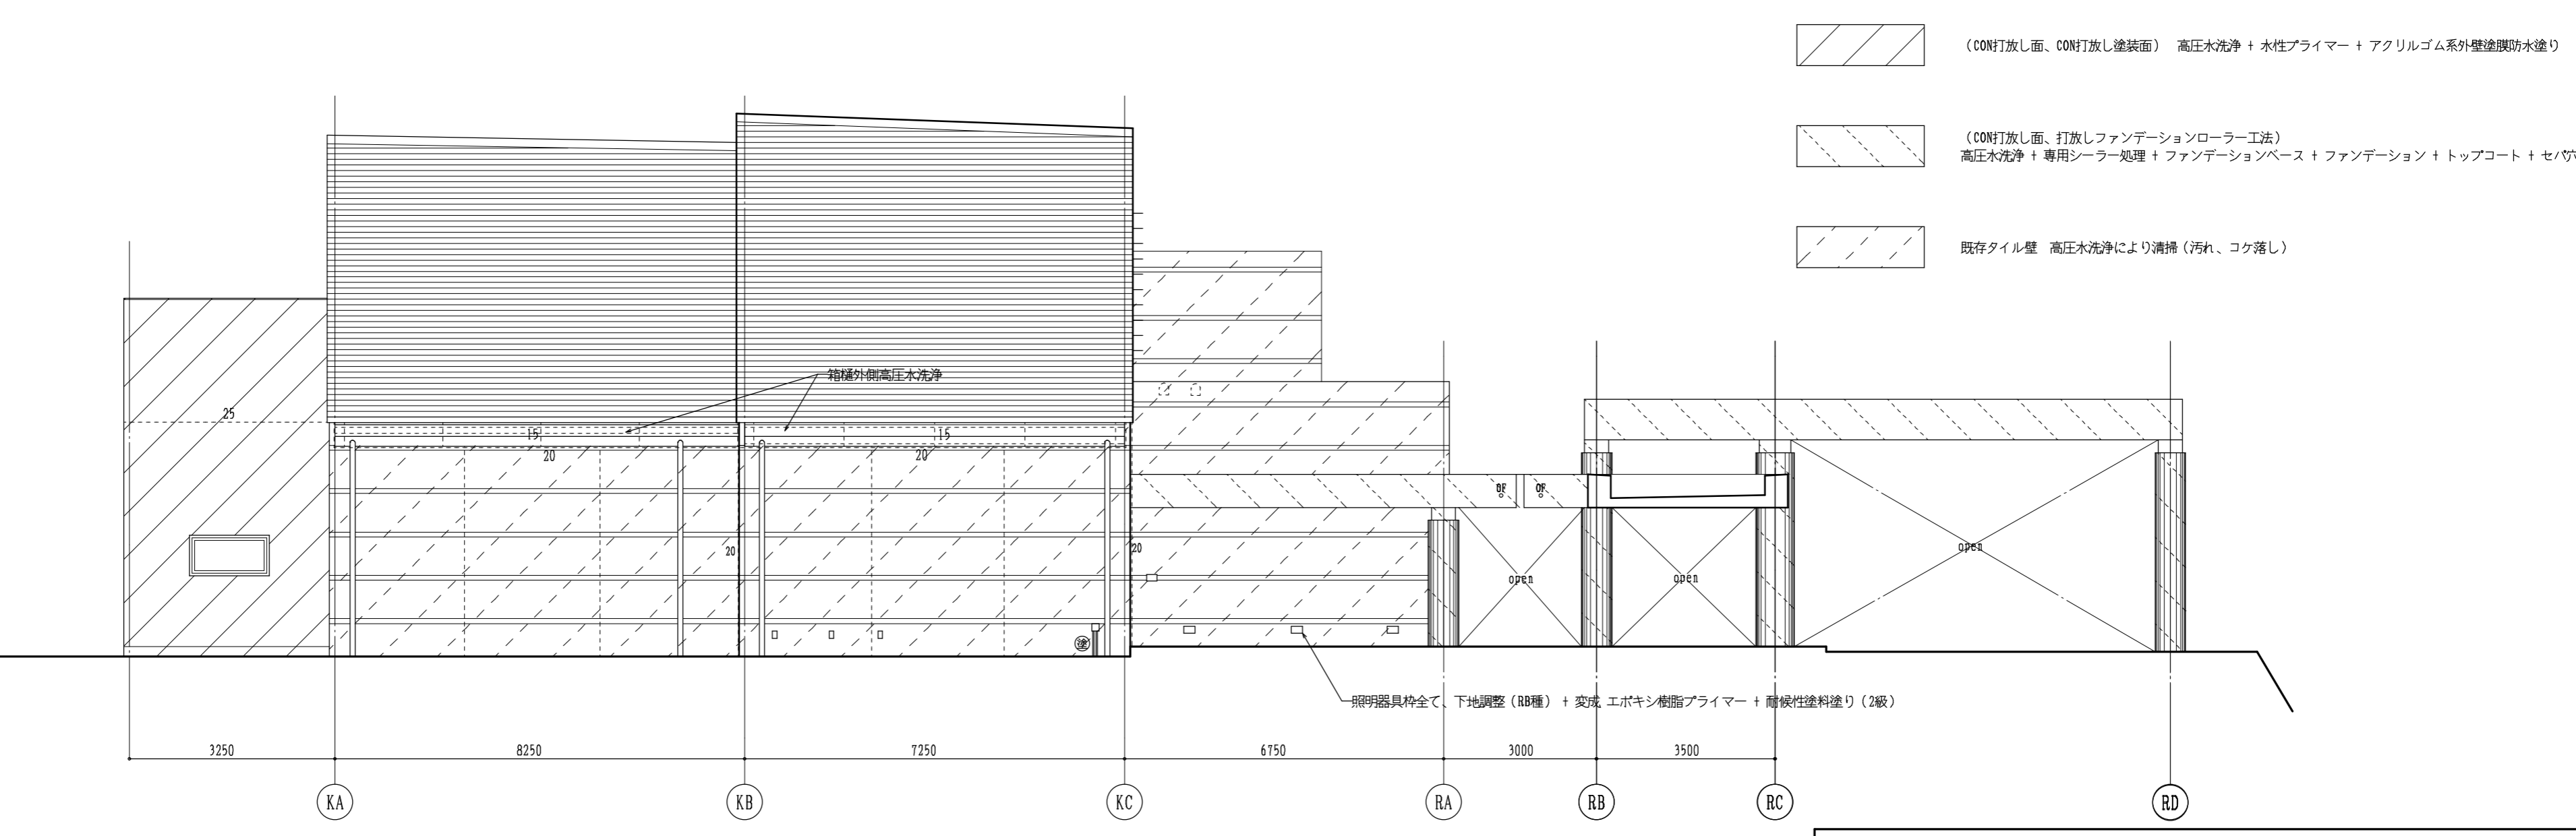 (CON打放し面、CON打放し塗装面) 高圧水洗浄 + 水性プライマー + アクリルゴム系外壁塗膜防水塗り
(CON打放し面、打放しファンデーションローラー工法)
高圧水洗浄 + 専用シーラー処理 + ファンデーションベース + ファンデーション + トップコート + セパ穴
既存タイル壁 高圧水洗浄により清掃(汚れ、コケ落し)
箱樋外側高圧水洗浄
25
15
15
20
20
OF
OF
20
20
open
open
open
塗
照明器具枠全て、下地調整(RB種) + 変成 エポキシ樹脂プライマー + 耐候性塗料塗り(2級)
3250
8250
7250
6750
3000
3500
KA
KB
KC
RA
RB
RC
RD